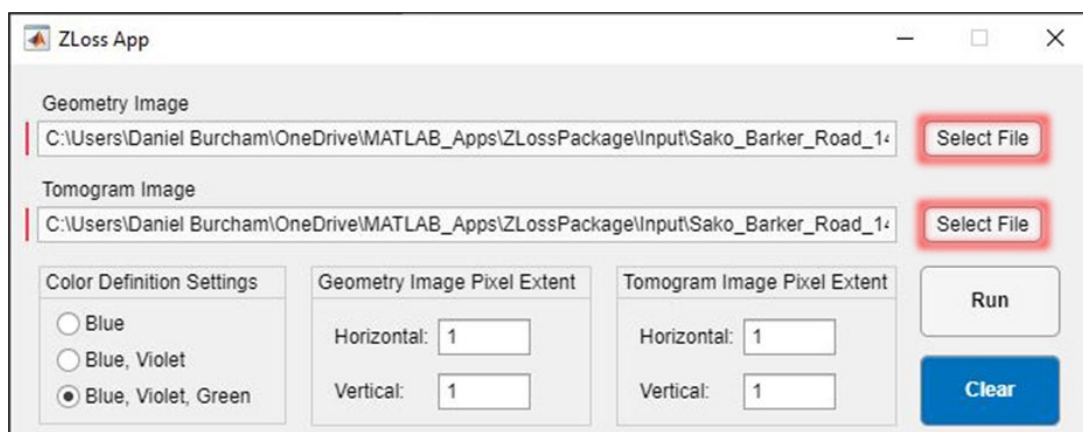 ZLoss App
Geometry Image
C:\Users\Daniel Burcham\OneDrive\MATLAB_Apps\ZLossPackage\Input\Sako_Barker_Road_14 Select File
Tomogram Image
C:\Users\Daniel Burcham\OneDrive\MATLAB_Apps\ZLossPackage\Input\Sako_Barker_Road_14 Select File
Color Definition Settings
Blue
Blue, Violet
Blue, Violet, Green
Geometry Image Pixel Extent
Horizontal: 1
Vertical: 1
Tomogram Image Pixel Extent
Horizontal: 1
Vertical: 1
Run
Clear